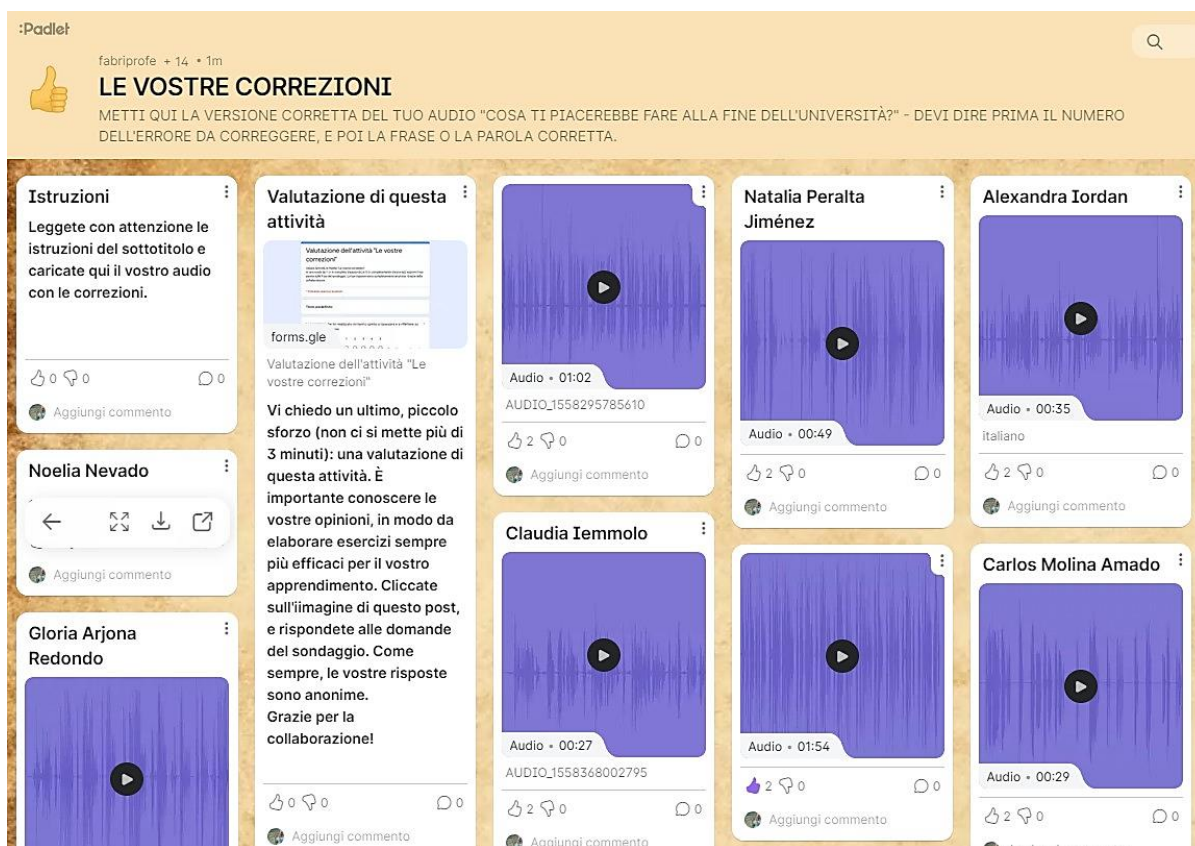 :Padlet
fabriprofe + 14 • 1m
LE VOSTRE CORREZIONI
METTI QUI LA VERSIONE CORRETTA DEL TUO AUDIO "COSA TI PIACEREBBE FARE ALLA FINE DELL'UNIVERSITÀ?" - DEVI DIRE PRIMA IL NUMERO
DELL'ERRORE DA CORREGGERE, E POI LA FRASE O LA PAROLA CORRETTA.
Istruzioni
Leggete con attenzione le
istruzioni del sottotitolo e
caricate qui il vostro audio
con le correzioni.
0 0 0
Aggiungi commento
Noelia Nevado
Aggiungi commento
Gloria Arjona
Redondo
Valutazione di questa
attività
Valutazione dell'attività "Le vostre
correzioni"
forms.gle
Valutazione dell'attività "Le
vostre correzioni"
Vi chiedo un ultimo, piccolo
sforzo (non ci si mette più di
3 minuti): una valutazione di
questa attività. È
importante conoscere le
vostre opinioni, in modo da
elaborare esercizi sempre
più efficaci per il vostro
apprendimento. Cliccate
sull'iimagine di questo post,
e rispondete alle domande
del sondaggio. Come
sempre, le vostre risposte
sono anonime.
Grazie per la
collaborazione!
0 0 0
Aggiungi commento
Audio • 01:02
AUDIO_1558295785610
2 0 0
Aggiungi commento
Claudia Iemmolo
Audio • 00:27
AUDIO_1558368002795
2 0 0
Aggiungi commento
Natalia Peralta
Jiménez
Audio • 00:49
2 0 0
Aggiungi commento
Audio • 01:54
2 0 0
Aggiungi commento
Alexandra Iordan
Audio • 00:35
italiano
2 0 0
Aggiungi commento
Carlos Molina Amado
Audio • 00:29
2 0 0